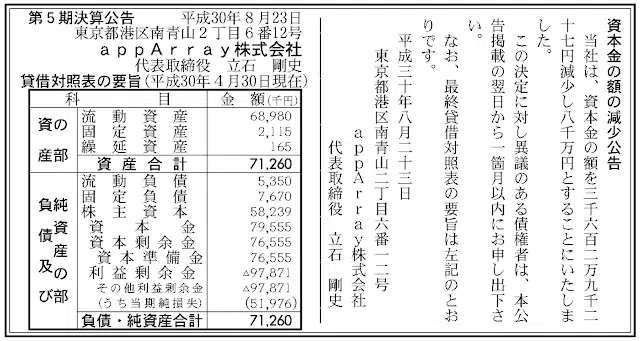 資本金の額の減少公告
当社は、資本金の額を三千六百二万九千二
十七円減少し八千万円とすることにいたしま
した。
この決定に対し異議のある債権者は、本公
告掲載の翌日から一箇月以内にお申し出下さ
い。
なお、最終貸借対照表の要旨は左記のとお
りです。
平成三十年八月二十三日
東京都港区南青山二丁目六番一二号
appArray株式会社
代表取締役 立石 剛史
第5期決算公告 平成30年8月23日
東京都港区南青山2丁目6番12号
appArray株式会社
代表取締役 立石 剛史
貸借対照表の要旨(平成30年4月30日現在)
科 目 金 額(千円)
資産の部
流動資産 68,980
固定資産 2,115
繰延資産 165
資産合計 71,260
負債及び純資産の部
流動負債 5,350
固定負債 7,670
株主資本 58,239
資本金 79,555
資本剰余金 76,555
資本準備金 76,555
利益剰余金 △97,871
その他利益剰余金 △97,871
(うち当期純損失) (51,976)
負債・純資産合計 71,260